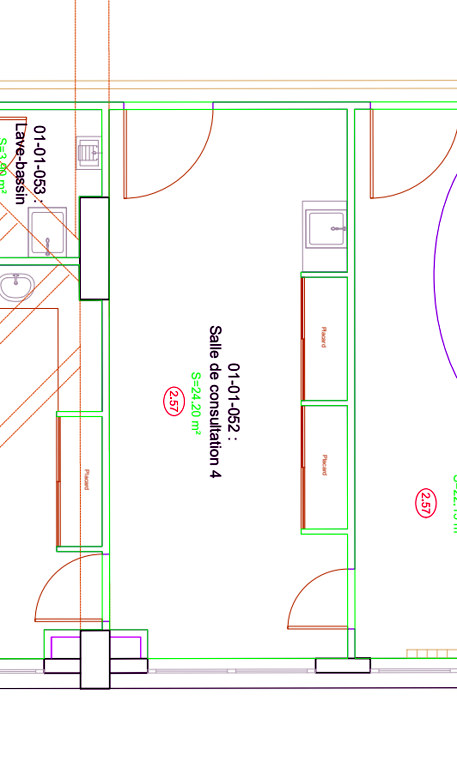 01-01-053 :
Lave-bassin
01-01-052 :
Salle de consultation 4
S=24.20 m²
2.57
Placard
Placard
Placard
2.57